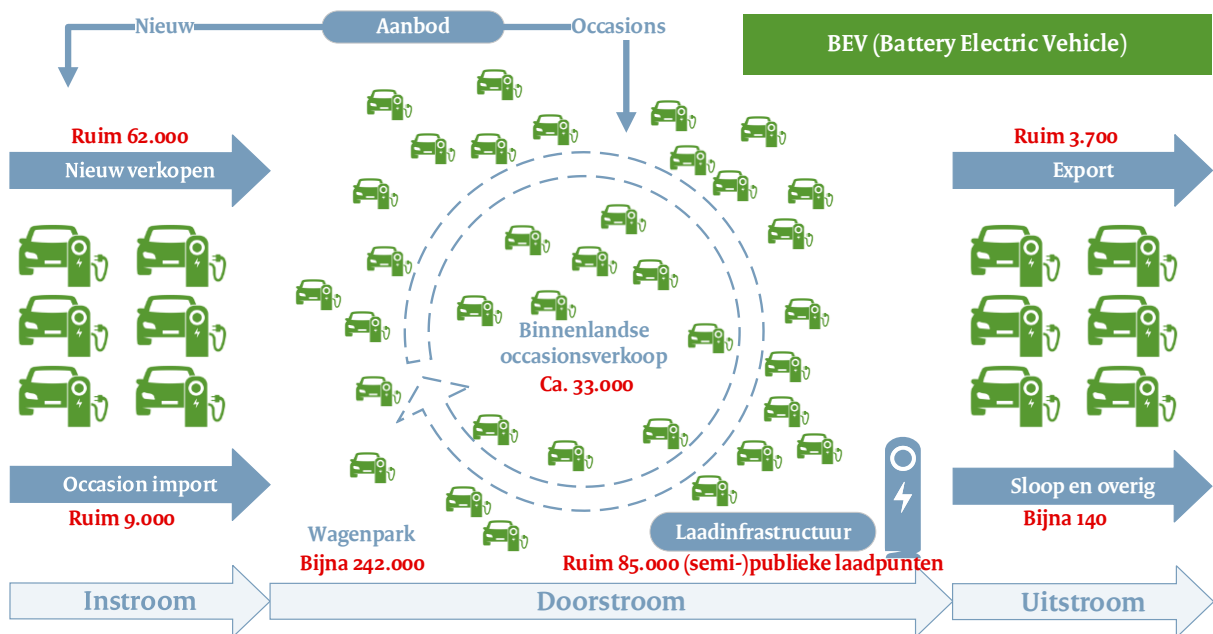 Nieuw
Aanbod
Occasions
BEV (Battery Electric Vehicle)
Ruim 62.000
Nieuw verkopen
Ruim 3.700
Export
Binnenlandse
occasionsverkoop
Ca. 33.000
Occasion import
Ruim 9.000
Sloop en overig
Bijna 140
Wagenpark
Bijna 242.000
Laadinfrastructuur
Ruim 85.000 (semi-)publieke laadpunten
Instroom
Doorstroom
Uitstroom